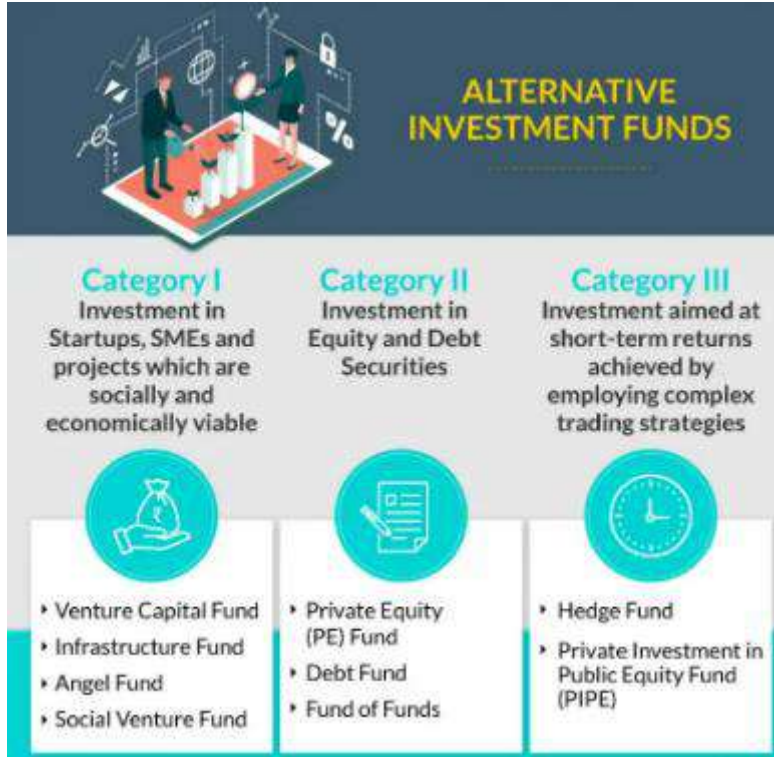 ALTERNATIVE
INVESTMENT FUNDS
Category I
Investment in
Startups, SMEs and
projects which are
socially and
economically viable
Category II
Investment in
Equity and Debt
Securities
Category III
Investment aimed at
short-term returns
achieved by
employing complex
trading strategies
%
₹
Venture Capital Fund
Infrastructure Fund
Angel Fund
Social Venture Fund
Private Equity
(PE) Fund
Debt Fund
Fund of Funds
Hedge Fund
Private Investment in
Public Equity Fund
(PIPE)